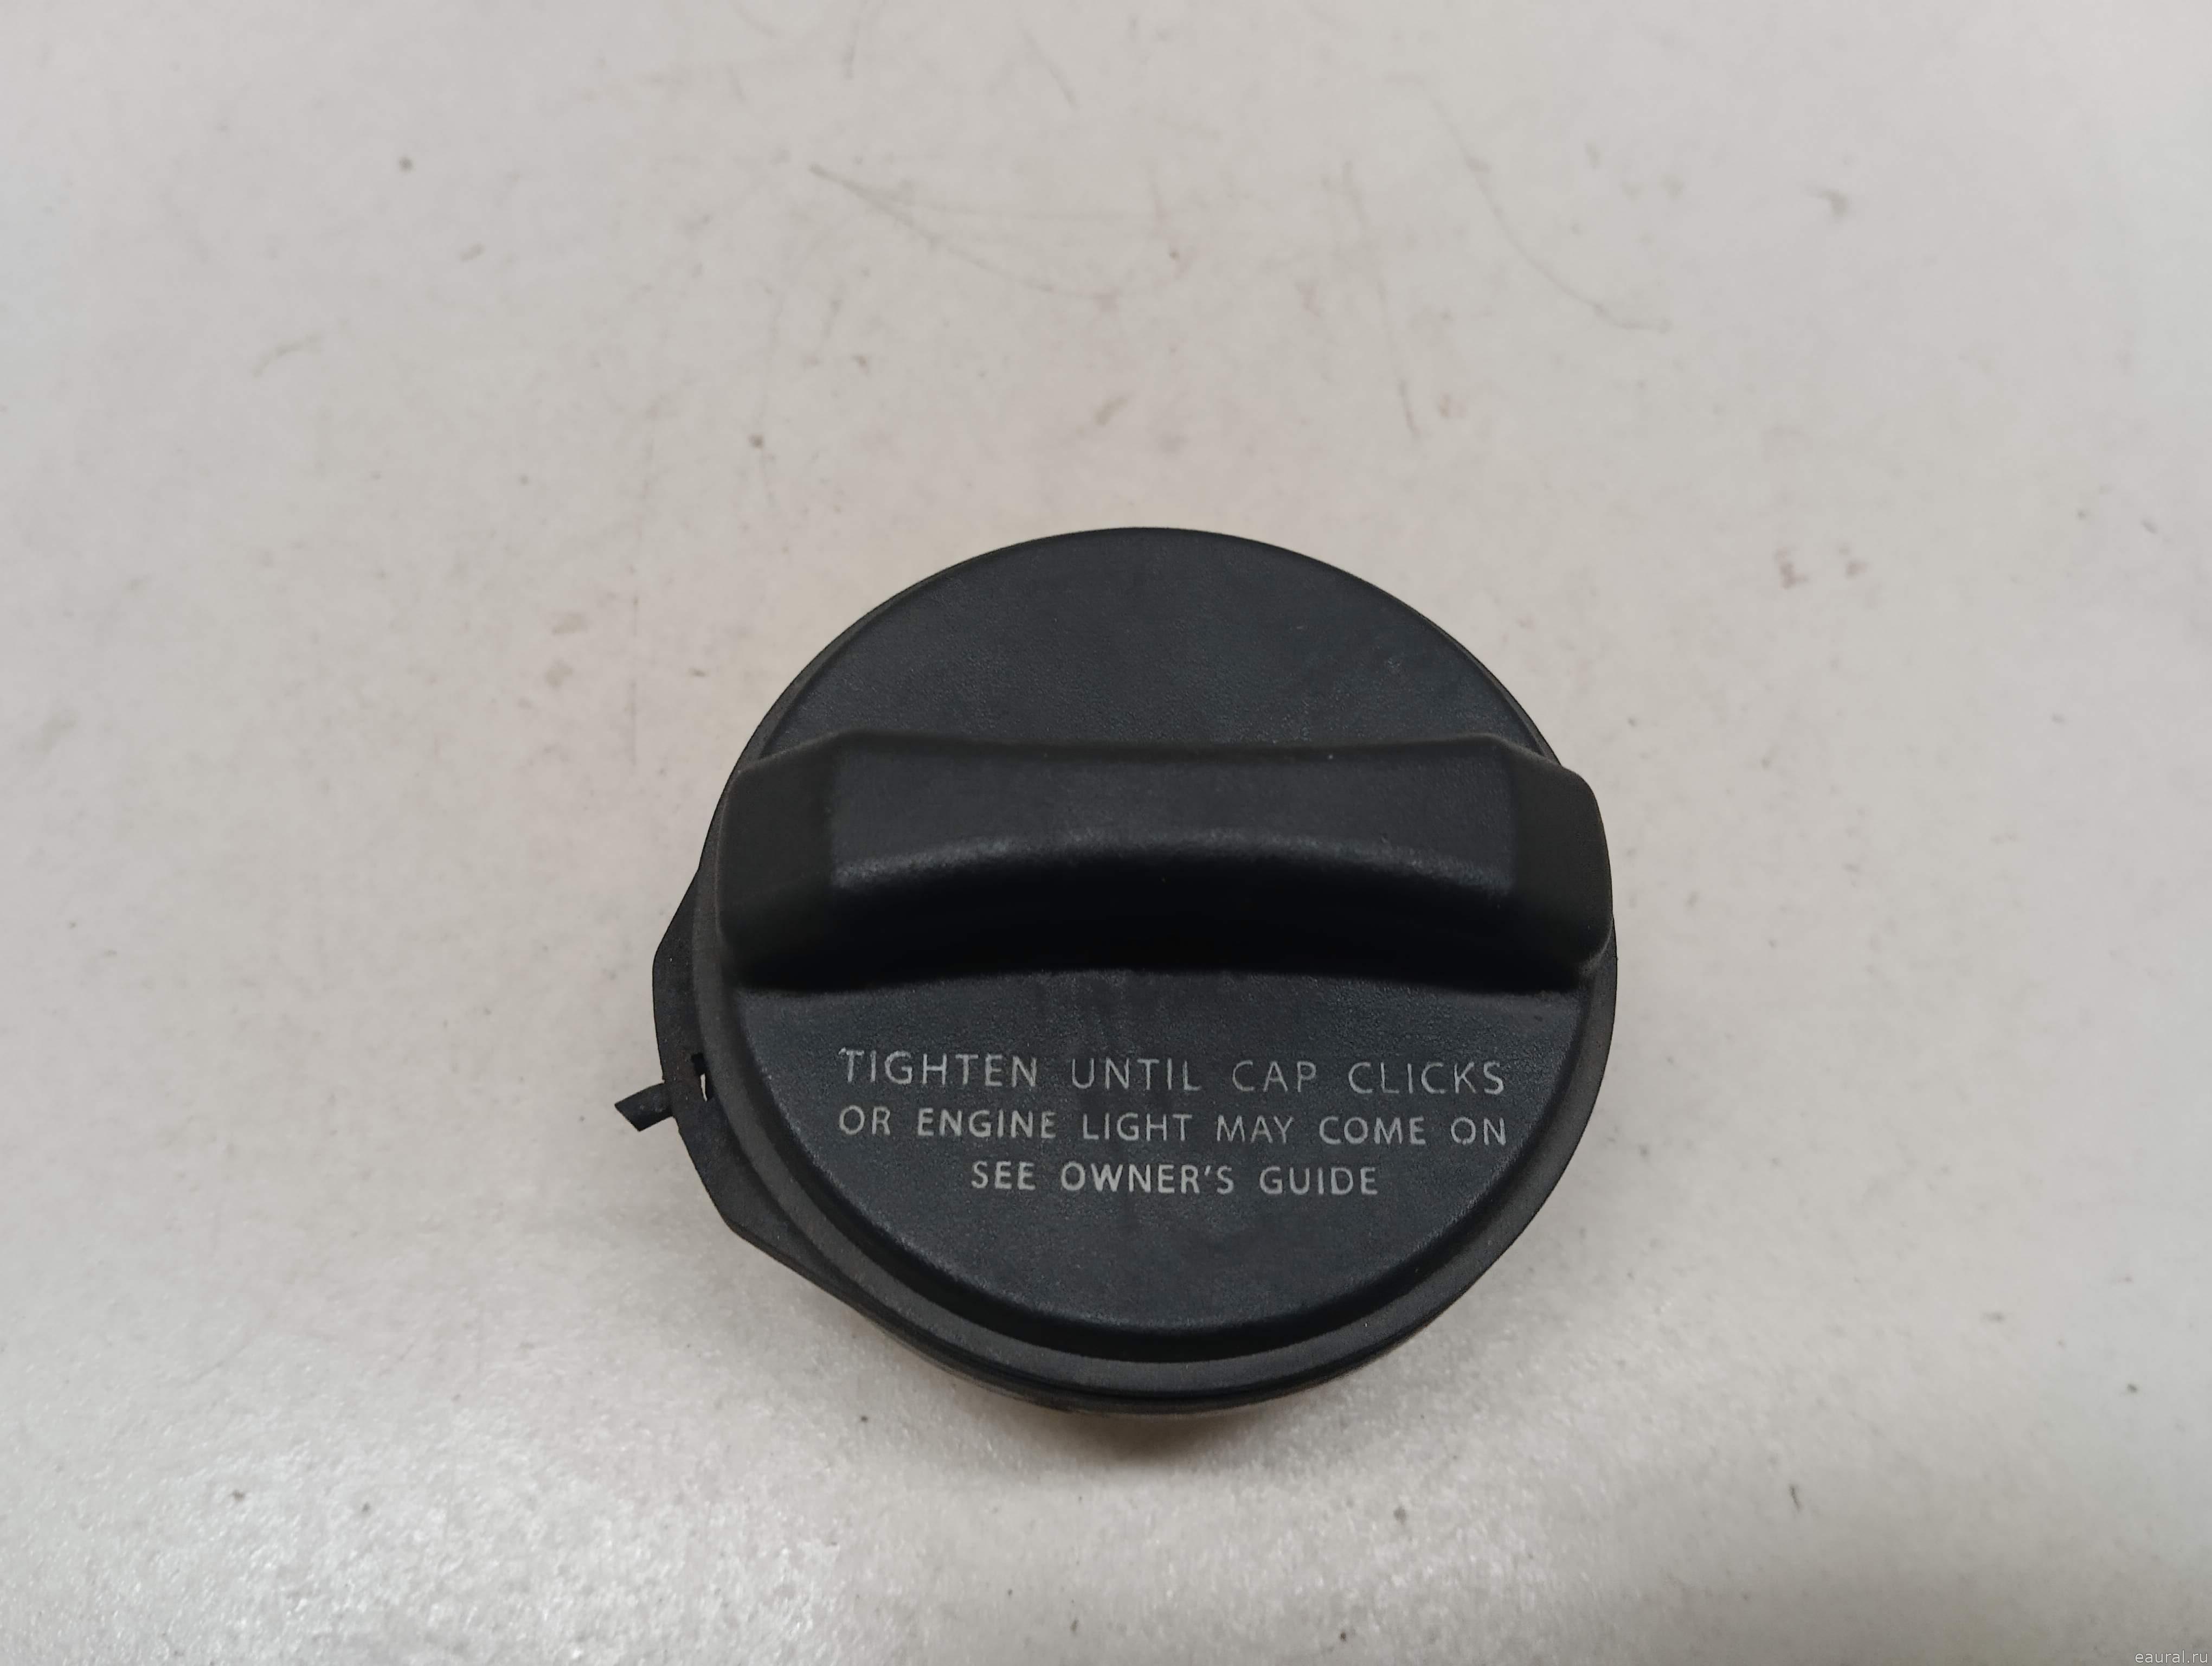 TIGHTEN UNTIL CAP CLICKS
OR ENGINE LIGHT MAY COME ON
SEE OWNER'S GUIDE
eaural.ru